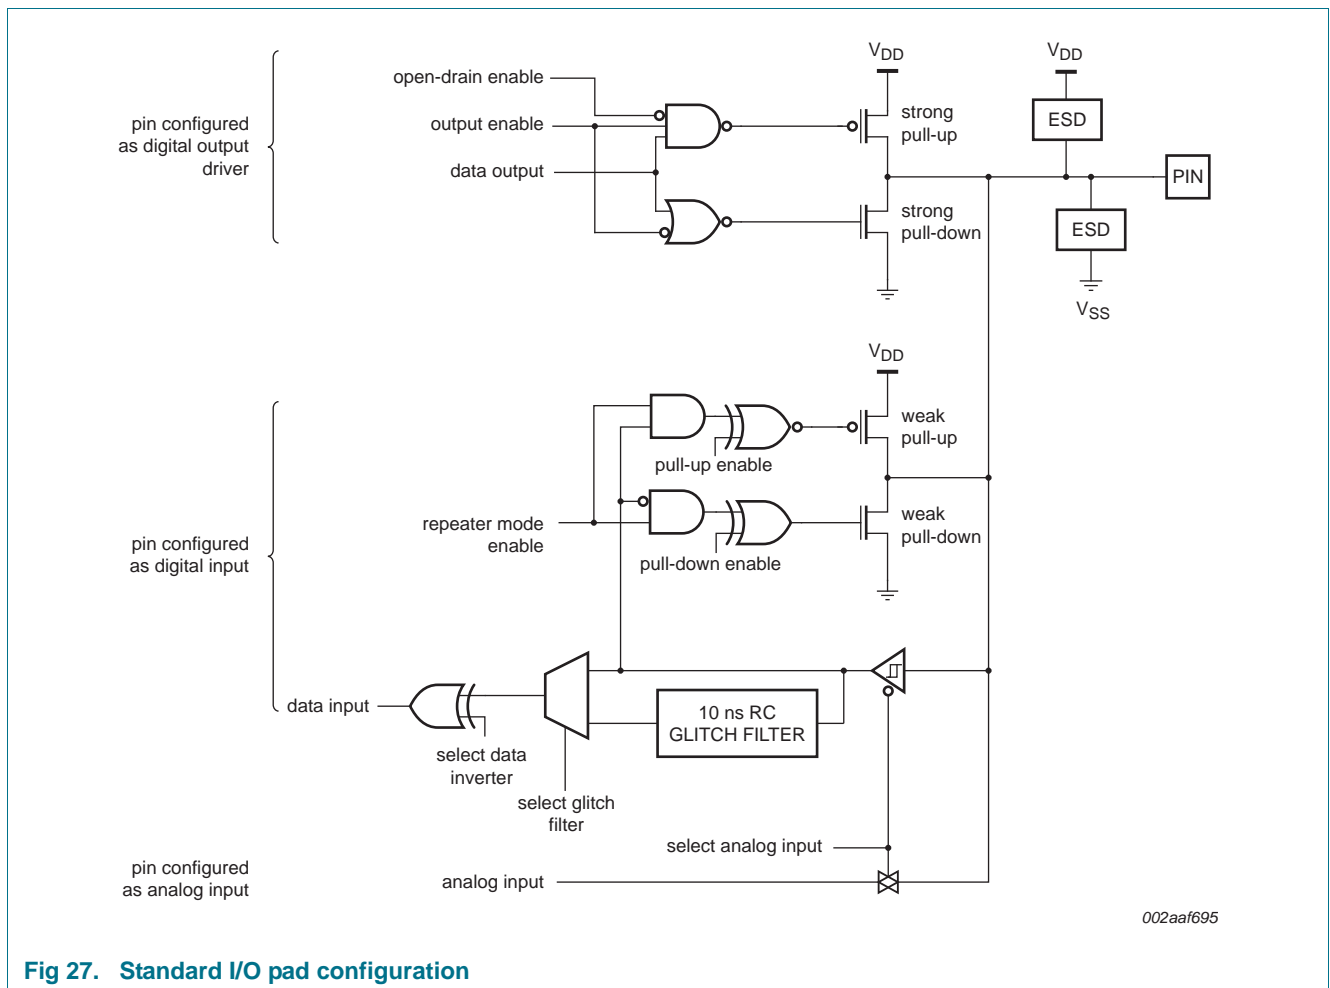 VDD
VDD
open-drain enable
strong
pull-up
ESD
pin configured
as digital output
driver
output enable
data output
PIN
strong
pull-down
ESD
VSS
VDD
weak
pull-up
pull-up enable
repeater mode
enable
weak
pull-down
pin configured
as digital input
pull-down enable
data input
10 ns RC
GLITCH FILTER
select data
inverter
select glitch
filter
select analog input
pin configured
as analog input
analog input
002aaf695
Fig 27. Standard I/O pad configuration